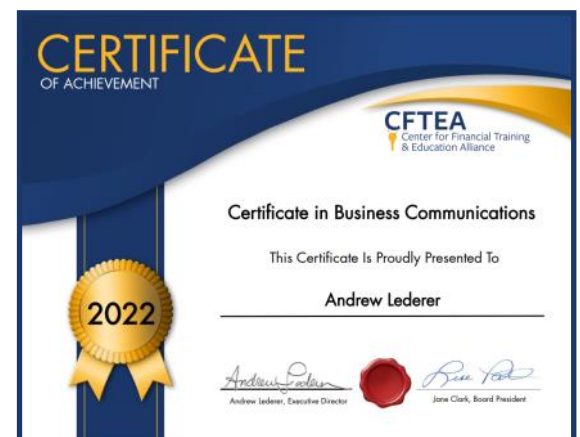 CERTIFICATE
OF ACHIEVEMENT
CFTEA
Center for Financial Training
& Education Alliance
Certificate in Business Communications
This Certificate Is Proudly Presented To
Andrew Lederer
2022
Andrew Lederer, Executive Director
Jane Clark, Board President